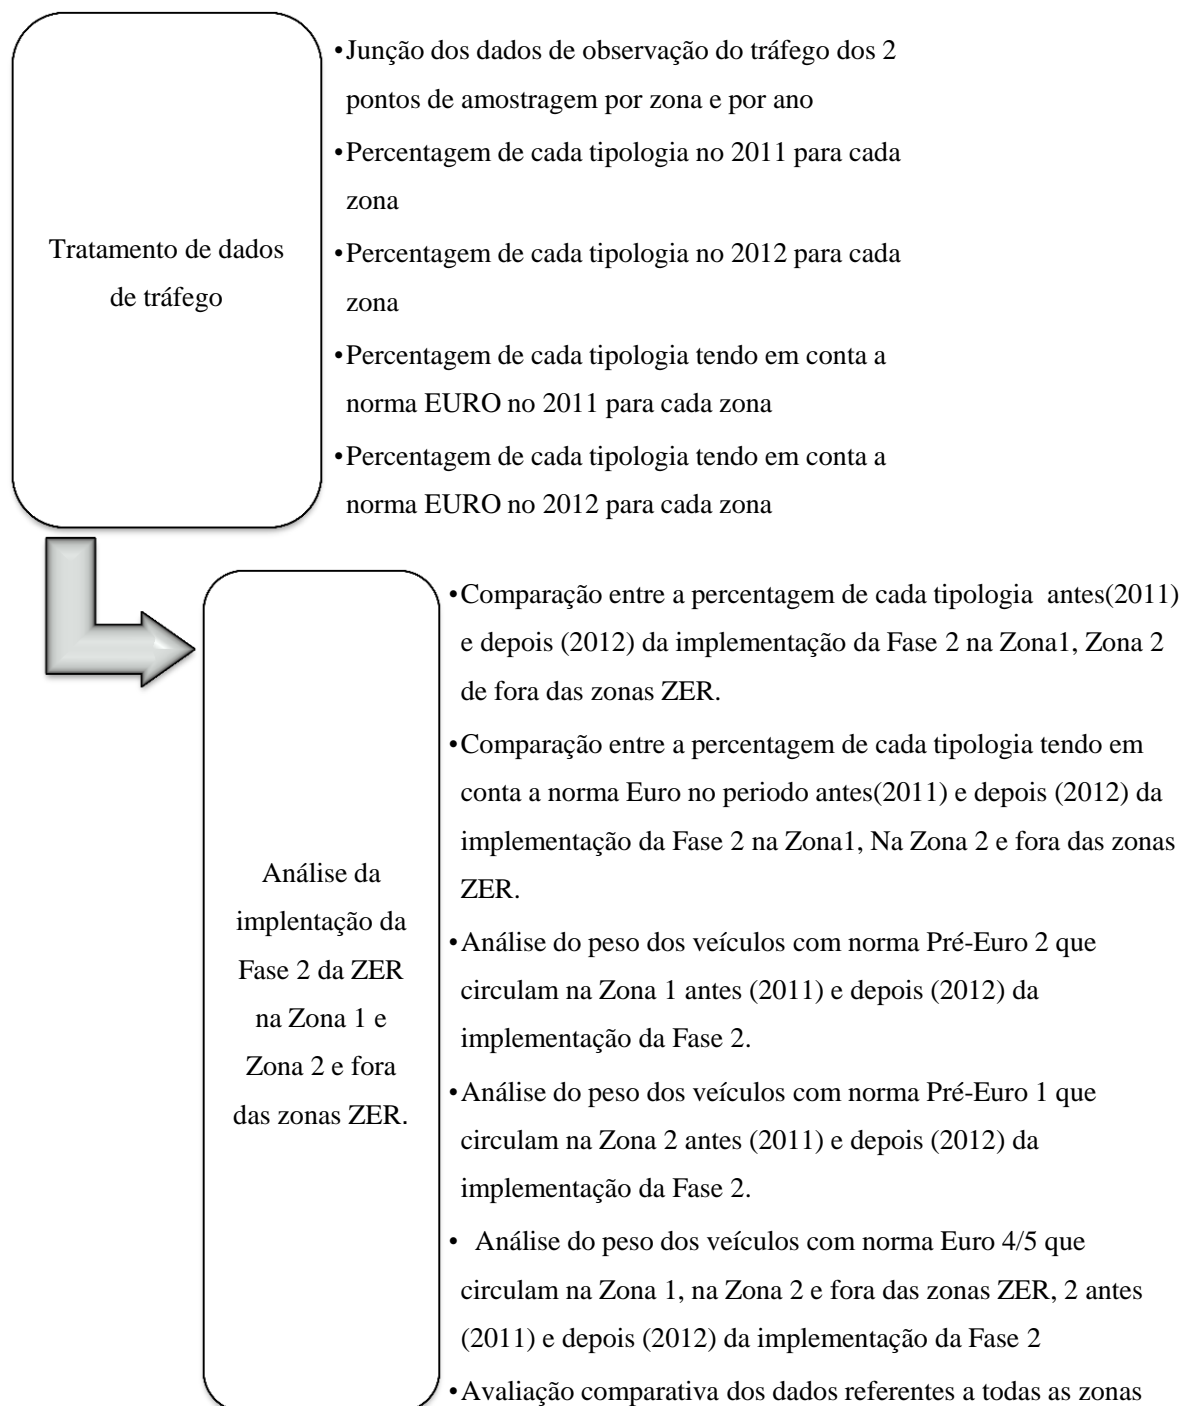 Tratamento de dados
de tráfego
•Junção dos dados de observação do tráfego dos 2
pontos de amostragem por zona e por ano
•Percentagem de cada tipologia no 2011 para cada
zona
•Percentagem de cada tipologia no 2012 para cada
zona
•Percentagem de cada tipologia tendo em conta a
norma EURO no 2011 para cada zona
•Percentagem de cada tipologia tendo em conta a
norma EURO no 2012 para cada zona
Análise da
implentação da
Fase 2 da ZER
na Zona 1 e
Zona 2 e fora
das zonas ZER.
•Comparação entre a percentagem de cada tipologia antes(2011)
e depois (2012) da implementação da Fase 2 na Zona1, Zona 2
de fora das zonas ZER.
•Comparação entre a percentagem de cada tipologia tendo em
conta a norma Euro no periodo antes(2011) e depois (2012) da
implementação da Fase 2 na Zona1, Na Zona 2 e fora das zonas
ZER.
•Análise do peso dos veículos com norma Pré-Euro 2 que
circulam na Zona 1 antes (2011) e depois (2012) da
implementação da Fase 2.
•Análise do peso dos veículos com norma Pré-Euro 1 que
circulam na Zona 2 antes (2011) e depois (2012) da
implementação da Fase 2.
• Análise do peso dos veículos com norma Euro 4/5 que
circulam na Zona 1, na Zona 2 e fora das zonas ZER, 2 antes
(2011) e depois (2012) da implementação da Fase 2
•Avaliação comparativa dos dados referentes a todas as zonas